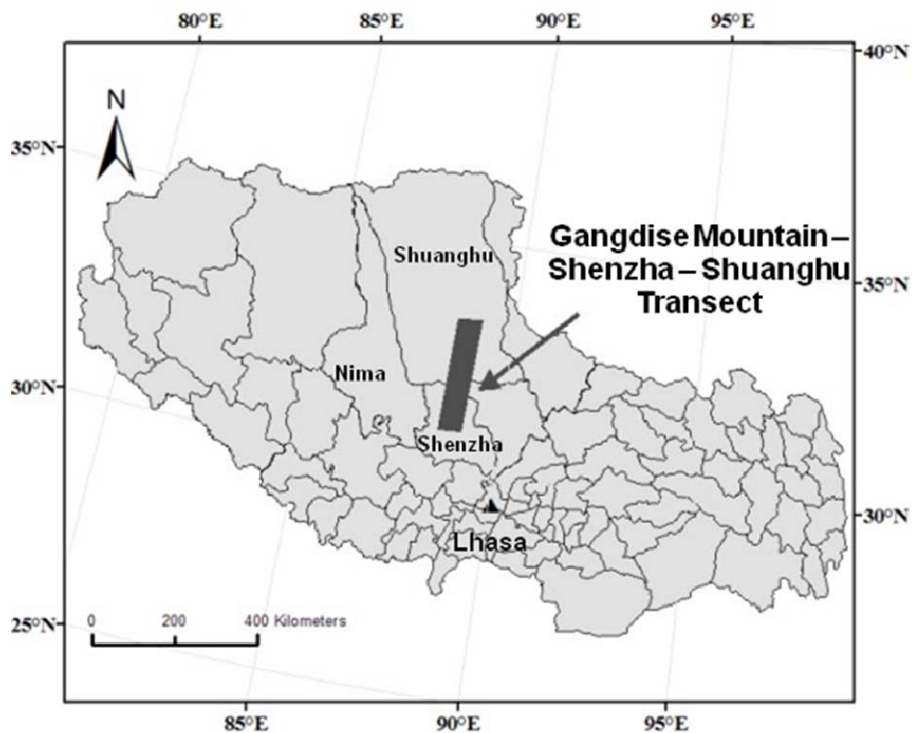 80°E 85°E 90°E 95°E
40°N
N
35°N
Shuanghu
Gangdise Mountain –
Shenzha – Shuanghu
Transect
35°N
Nima
30°N
Shenzha
30°N
Lhasa
0 200 400 Kilometers
25°N
85°E 90°E 95°E